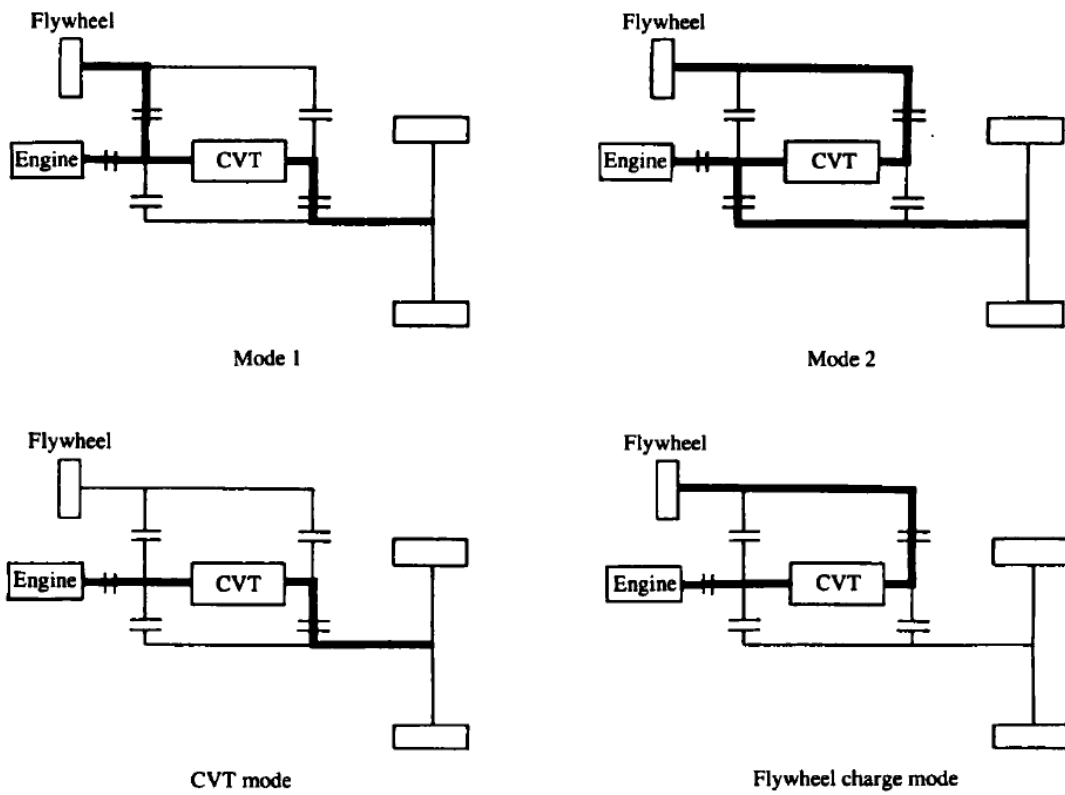 Flywheel
Flywheel
Engine
CVT
Engine
CVT
Mode 1
Mode 2
Flywheel
Flywheel
Engine
CVT
Engine
CVT
CVT mode
Flywheel charge mode